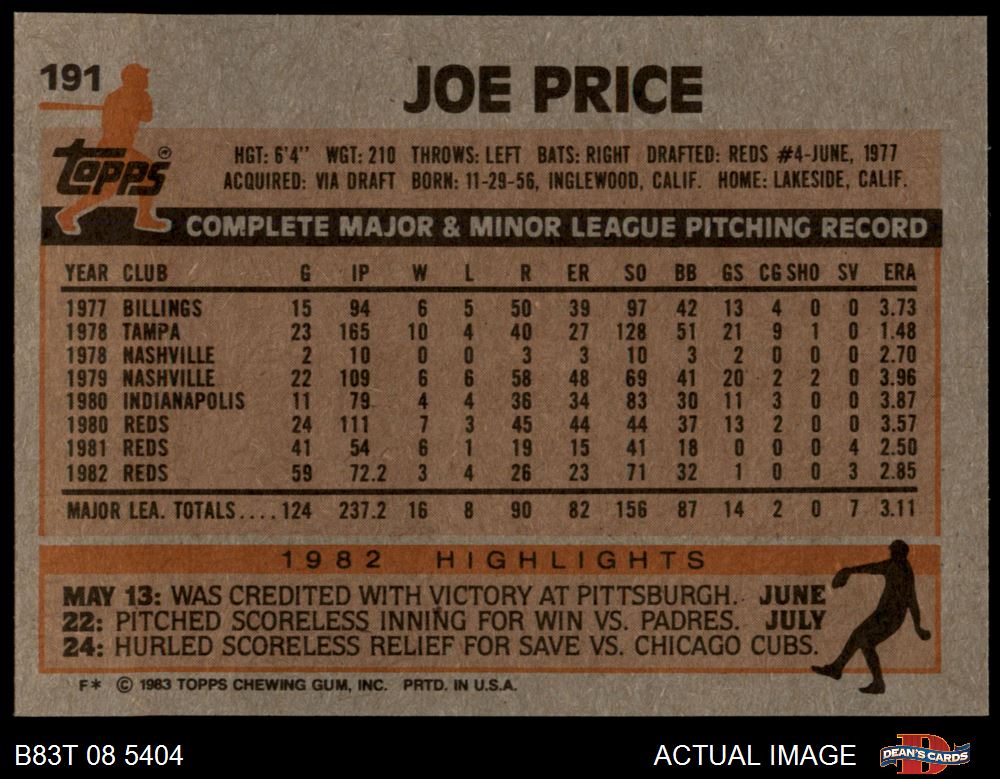 191
JOE PRICE
Topps
HGT: 6'4" WGT: 210 THROWS: LEFT BATS: RIGHT DRAFTED: REDS #4-JUNE, 1977
ACQUIRED: VIA DRAFT BORN: 11-29-56, INGLEWOOD, CALIF. HOME: LAKESIDE, CALIF.
COMPLETE MAJOR & MINOR LEAGUE PITCHING RECORD
YEAR CLUB G IP W L R ER SO BB GS CG SHO SV ERA
1977 BILLINGS 15 94 6 5 50 39 97 42 13 4 0 0 3.73
1978 TAMPA 23 165 10 4 40 27 128 51 21 9 1 0 1.48
1978 NASHVILLE 2 10 0 0 3 3 10 3 2 0 0 0 2.70
1979 NASHVILLE 22 109 6 6 58 48 69 41 20 2 2 0 3.96
1980 INDIANAPOLIS 11 79 4 4 36 34 83 30 11 3 0 0 3.87
1980 REDS 24 111 7 3 45 44 44 37 13 2 0 0 3.57
1981 REDS 41 54 6 1 19 15 41 18 0 0 0 4 2.50
1982 REDS 59 72.2 3 4 26 23 71 32 1 0 0 3 2.85
MAJOR LEA. TOTALS....124 237.2 16 8 90 82 156 87 14 2 0 7 3.11
1982 HIGHLIGHTS
MAY 13: WAS CREDITED WITH VICTORY AT PITTSBURGH. JUNE
22: PITCHED SCORELESS INNING FOR WIN VS. PADRES. JULY
24: HURLED SCORELESS RELIEF FOR SAVE VS. CHICAGO CUBS.
F* © 1983 TOPPS CHEWING GUM, INC. PRTD. IN U.S.A.
B83T 08 5404 ACTUAL IMAGE DEAN'S CARDS